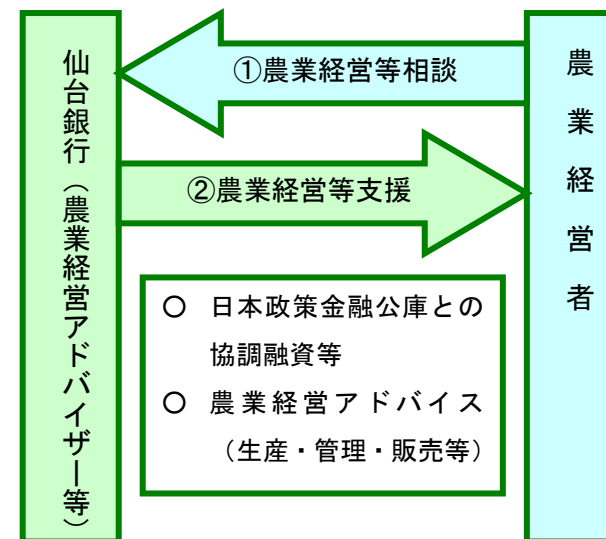 仙台銀行（農業経営アドバイザー等）
①農業経営等相談
②農業経営等支援
○ 日本政策金融公庫との
協調融資等
○ 農業経営アドバイス
（生産・管理・販売等）
農業経営者